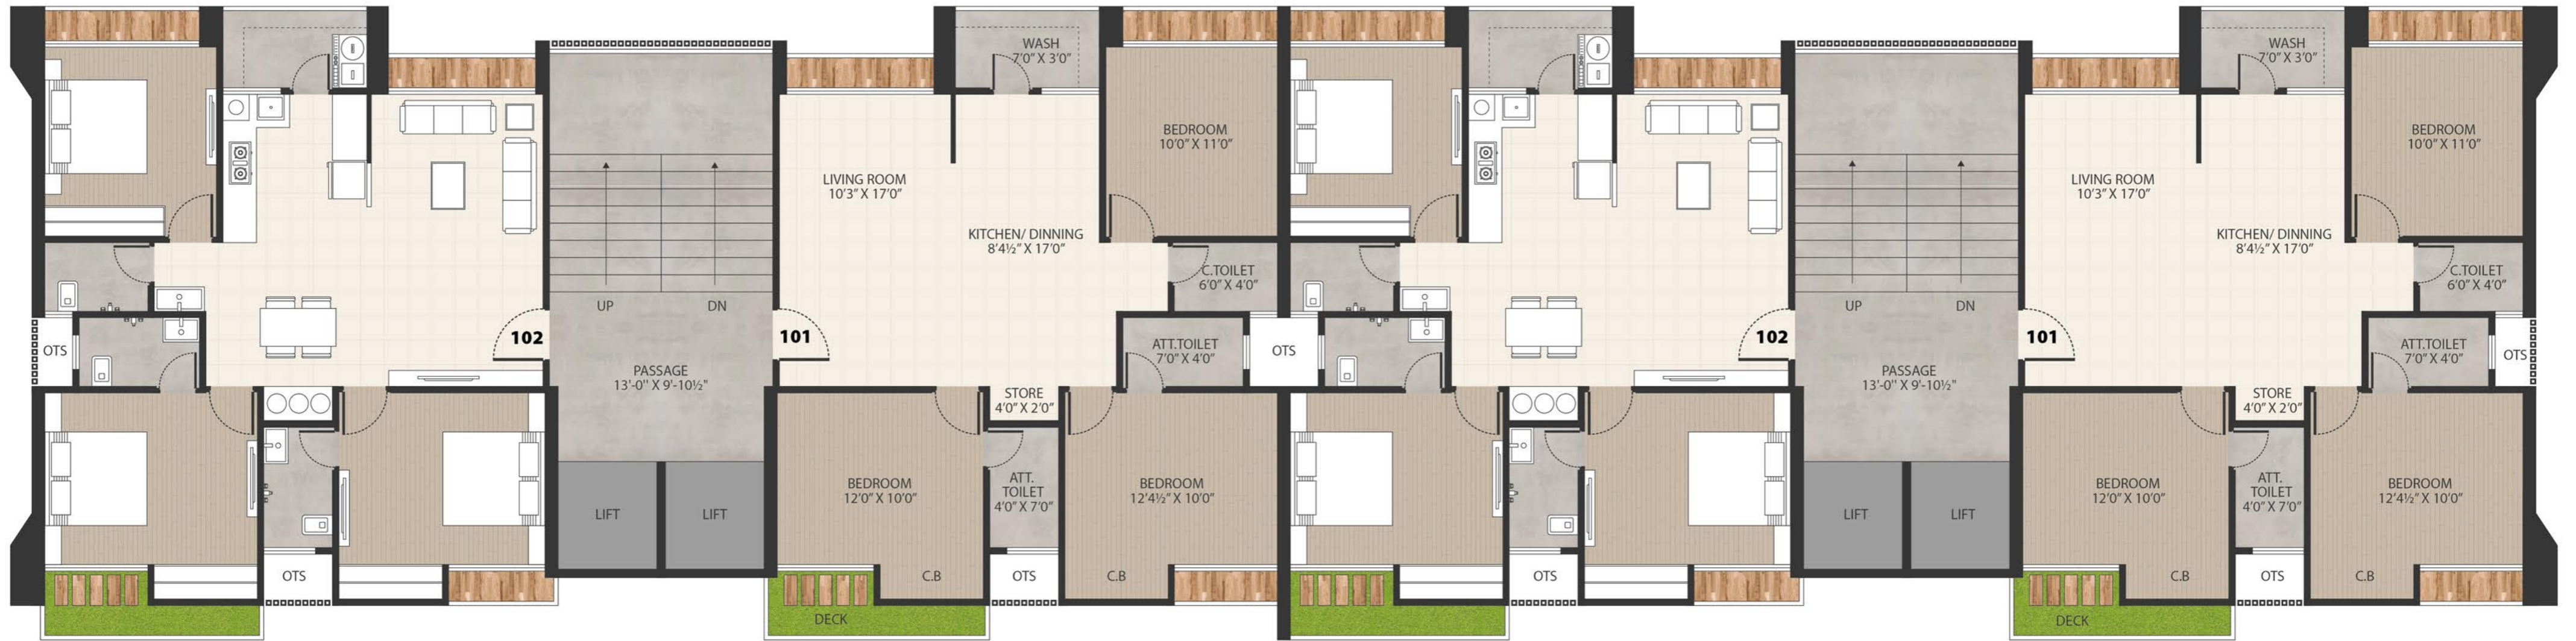 WASH
7'0" X 3'0"
BEDROOM
10'0" X 11'0"
LIVING ROOM
10'3" X 17'0"
KITCHEN/ DINNING
8'4½" X 17'0"
C.TOILET
6'0" X 4'0"
UP
DN
102
101
OTS
PASSAGE
13'-0" X 9'-10½"
ATT.TOILET
7'0" X 4'0"
OTS
STORE
4'0" X 2'0"
LIFT
LIFT
BEDROOM
12'0" X 10'0"
ATT.
TOILET
4'0" X 7'0"
BEDROOM
12'4½" X 10'0"
OTS
C.B
OTS
C.B
DECK
WASH
7'0" X 3'0"
BEDROOM
10'0" X 11'0"
LIVING ROOM
10'3" X 17'0"
KITCHEN/ DINNING
8'4½" X 17'0"
C.TOILET
6'0" X 4'0"
UP
DN
102
101
PASSAGE
13'-0" X 9'-10½"
ATT.TOILET
7'0" X 4'0"
OTS
STORE
4'0" X 2'0"
LIFT
LIFT
BEDROOM
12'0" X 10'0"
ATT.
TOILET
4'0" X 7'0"
BEDROOM
12'4½" X 10'0"
OTS
C.B
OTS
C.B
DECK